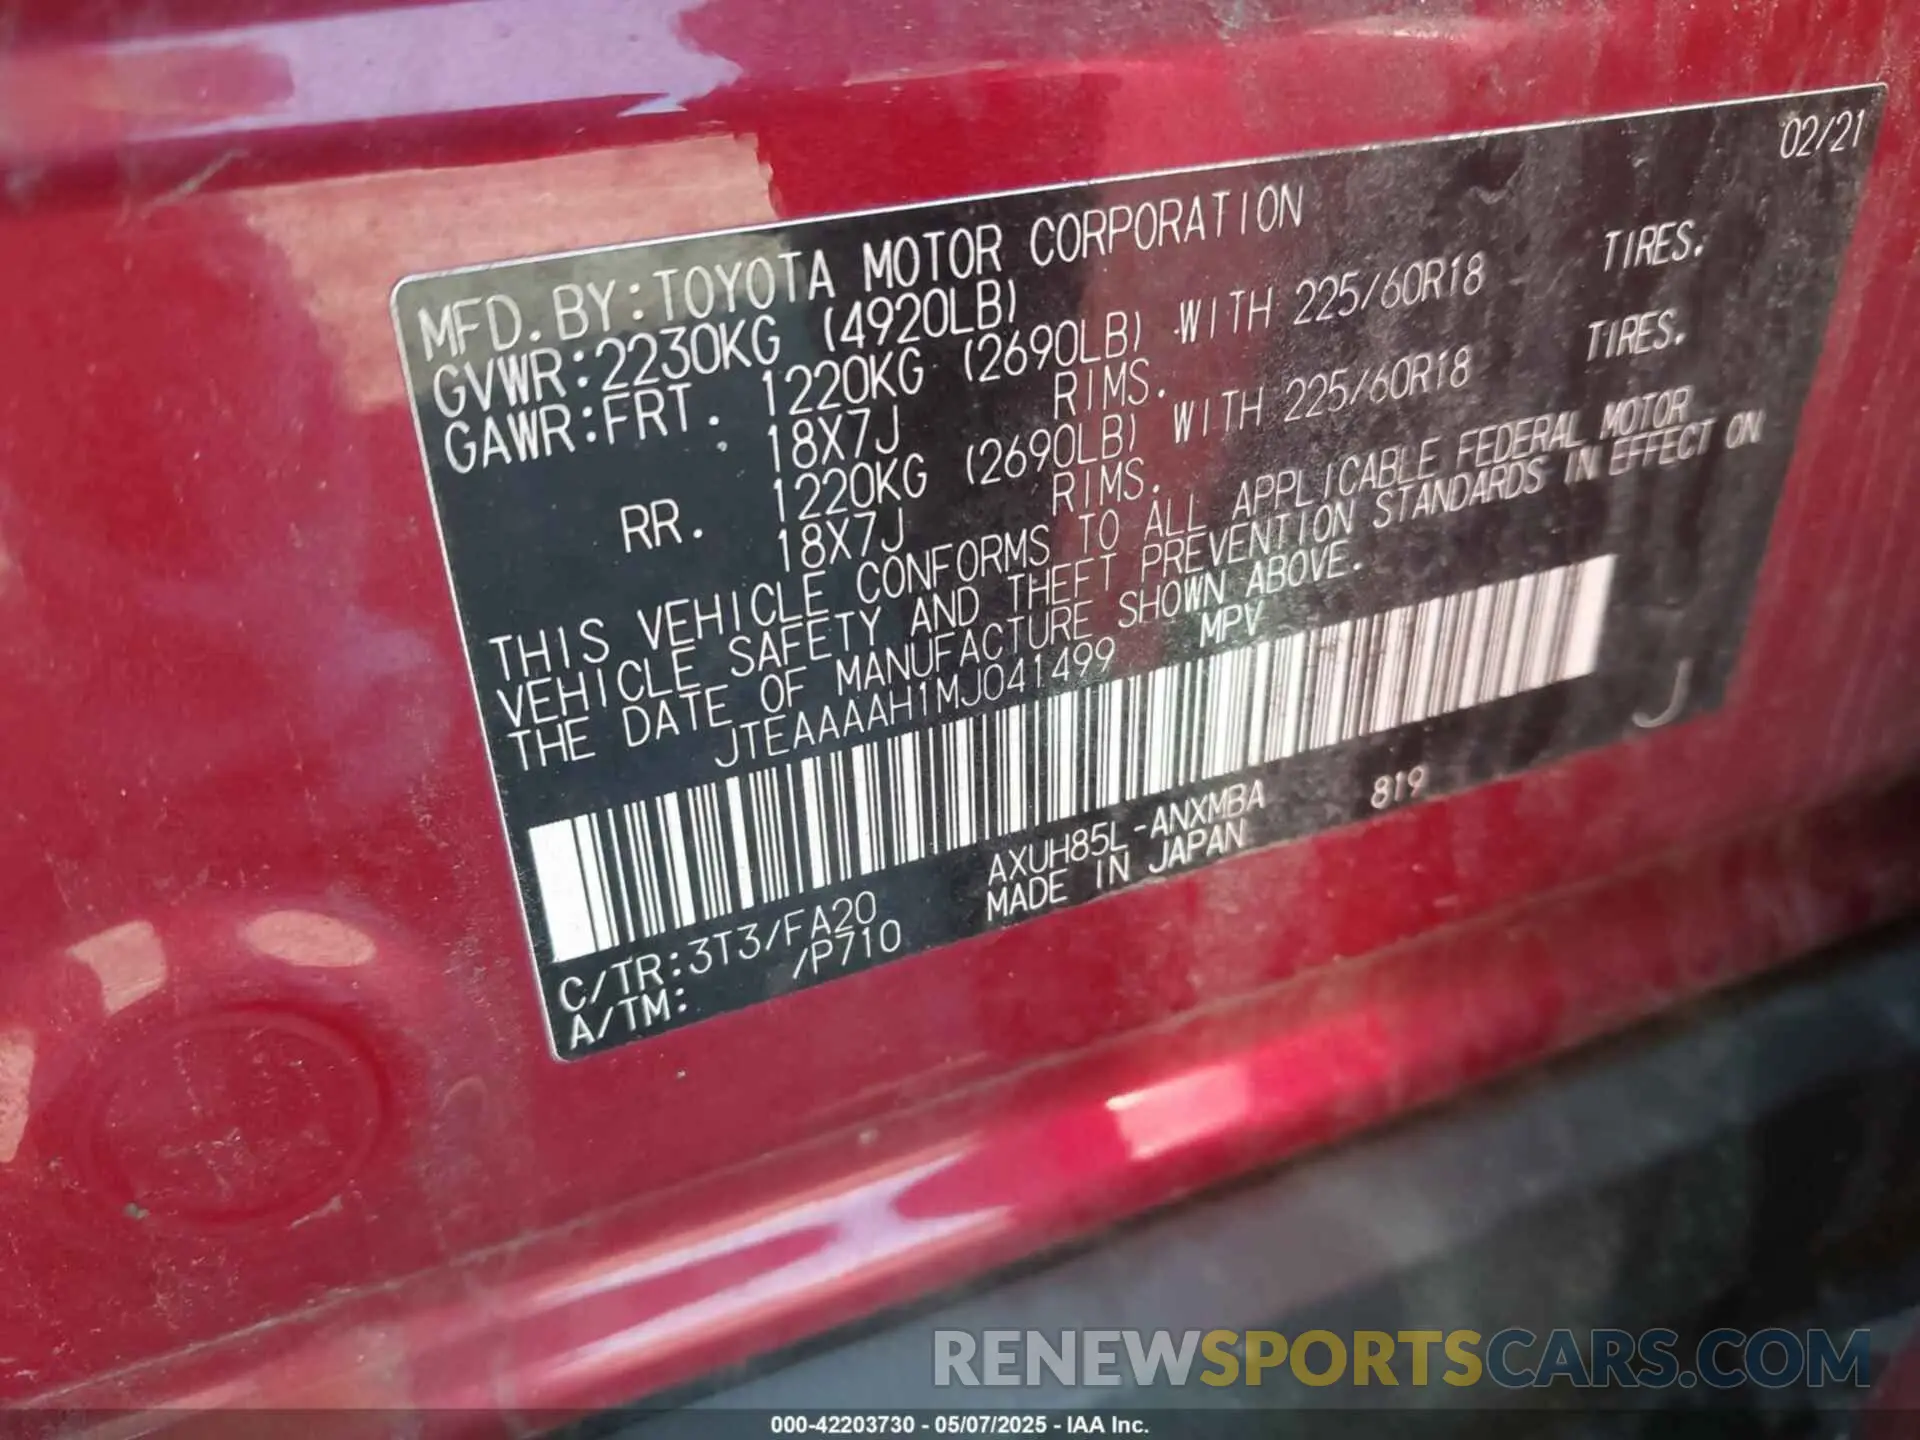 02/21
MFD.BY:TOYOTA MOTOR CORPORATION
GVWR:2230KG (4920LB)
GAWR:FRT. 1220KG (2690LB) WITH 225/60R18 TIRES.
18X7J RIMS.
RR. 1220KG (2690LB) WITH 225/60R18 TIRES.
18X7J RIMS.
THIS VEHICLE CONFORMS TO ALL APPLICABLE FEDERAL MOTOR
VEHICLE SAFETY AND THEFT PREVENTION STANDARDS IN EFFECT ON
THE DATE OF MANUFACTURE SHOWN ABOVE.
JTEAAAAH1MJ041499 MPV
J
C/TR:3T3/FA20 AXUH85L-ANXMBA 819
A/TM: /P710 MADE IN JAPAN
RENEWSPORTSCARS.COM
000-42203730 - 05/07/2025 - IAA Inc.